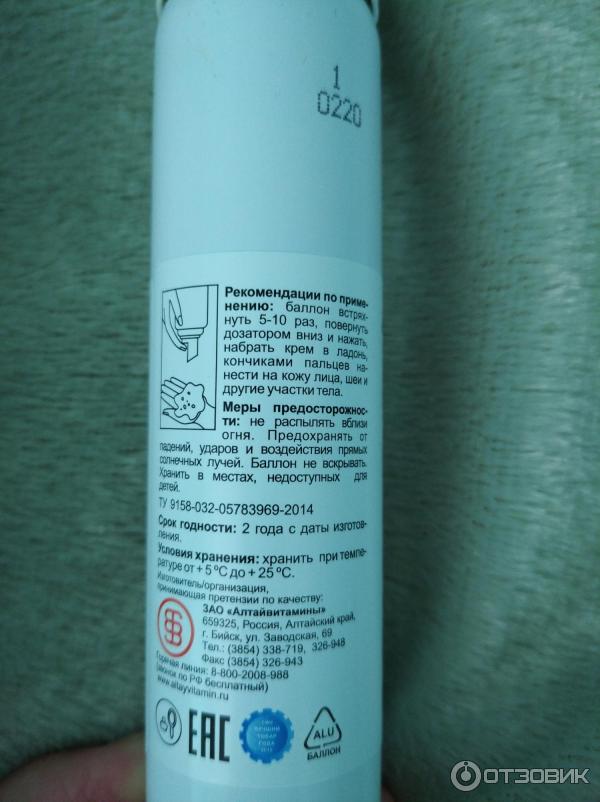 1
0220
Рекомендации по приме-
нению: баллон встрях-
нуть 5-10 раз, повернуть
дозатором вниз и нажать,
набрать крем в ладонь,
кончиками пальцев на-
нести на кожу лица, шеи и
другие участки тела.
Меры предосторожнос-
ти: не распылять вблизи
огня. Предохранять от
падений, ударов и воздействия прямых
солнечных лучей. Баллон не вскрывать.
Хранить в местах, недоступных для
детей.
ТУ 9158-032-05783969-2014
Срок годности: 2 года с даты изготов-
ления.
Условия хранения: хранить при темпе-
ратуре от +5 °C до +25 °C.
Изготовитель/организация,
принимающая претензии по качеству:
ЗАО «Алтайвитамины»
659325, Россия, Алтайский край,
г. Бийск, ул. Заводская, 69
Тел.: (3854) 338-719, 326-948
Факс (3854) 326-943
Горячая линия: 8-800-2008-988
(звонок по РФ бесплатный)
www.altayvitamin.ru
EAC
ЛУЧШИЙ
ТОВАР
ГОДА
ALU
БАЛЛОН
ОТЗОВИК